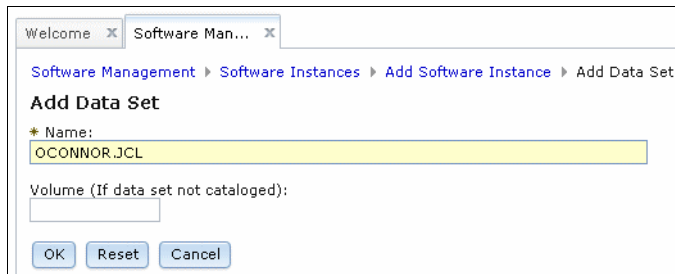 Welcome X Software Man... X
Software Management ▸ Software Instances ▸ Add Software Instance ▸ Add Data Set
Add Data Set
* Name:
OCONNOR.JCL
Volume (If data set not cataloged):
OK Reset Cancel